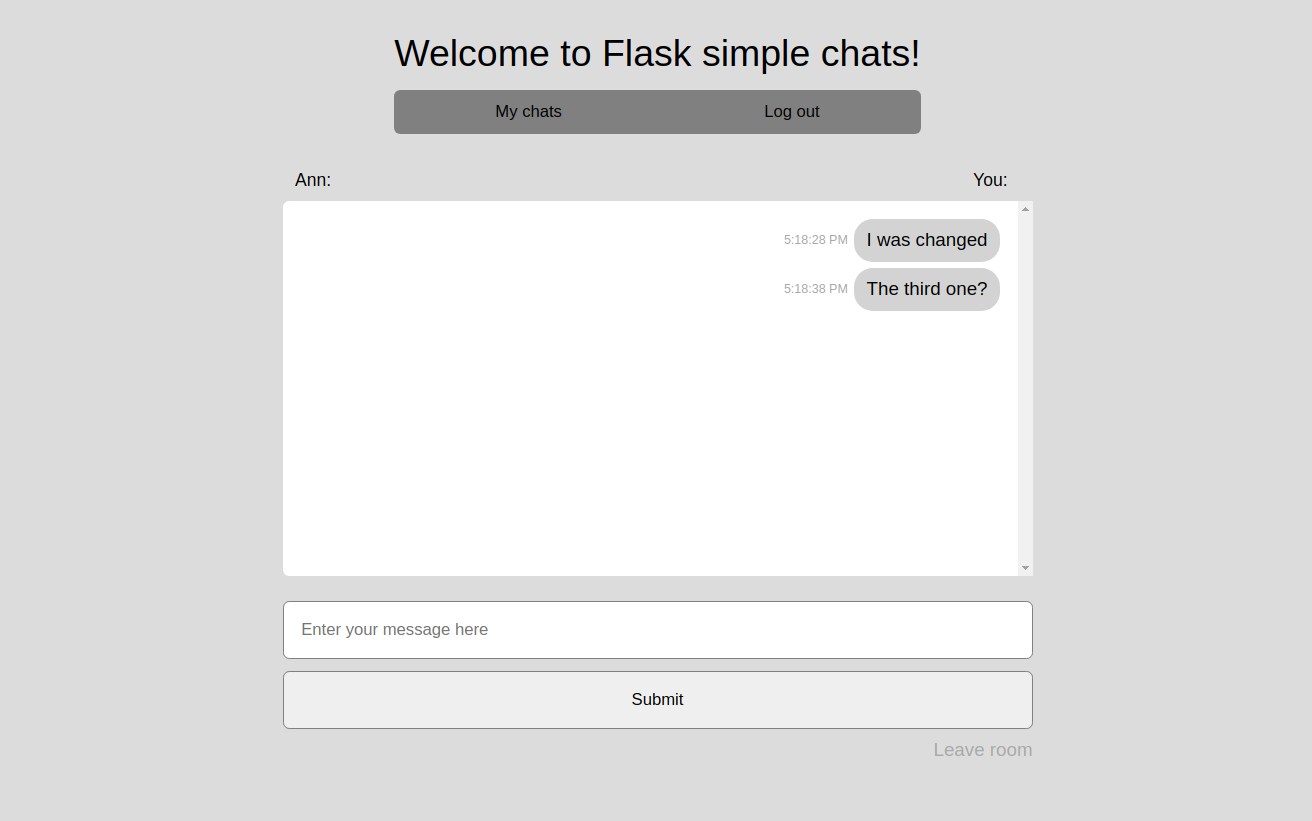 Welcome to Flask simple chats!
My chats Log out
Ann: You:
5:18:28 PM I was changed
5:18:38 PM The third one?
Enter your message here
Submit
Leave room